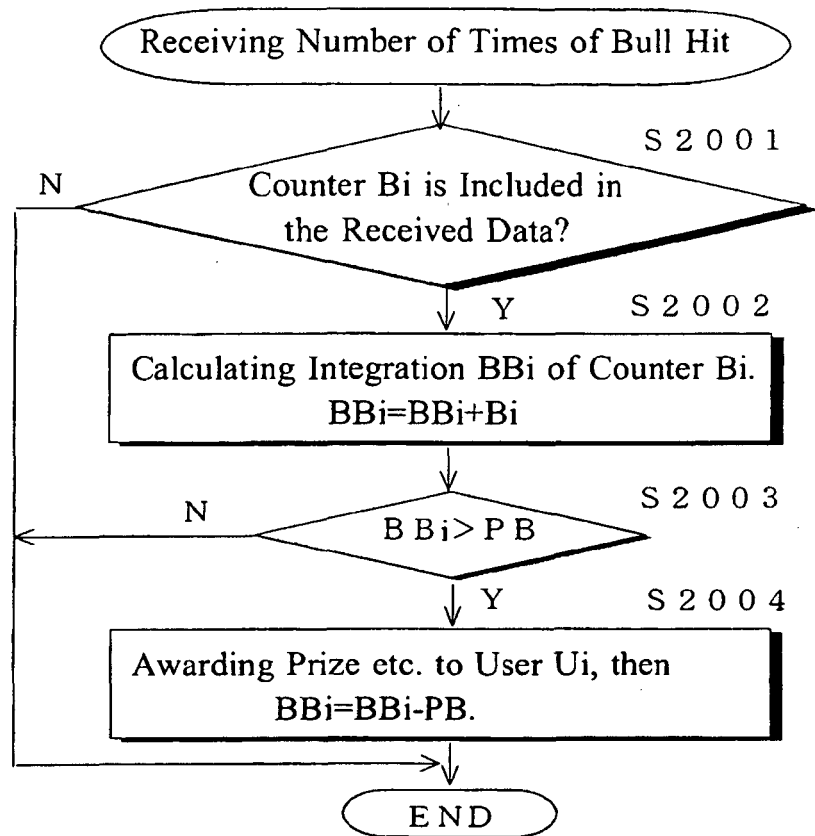 Receiving Number of Times of Bull Hit
S2001
N
Counter Bi is Included in
the Received Data?
Y
S2002
Calculating Integration BBi of Counter Bi.
BBi=BBi+Bi
S2003
N
BBi>PB
Y
S2004
Awarding Prize etc. to User Ui, then
BBi=BBi-PB.
END